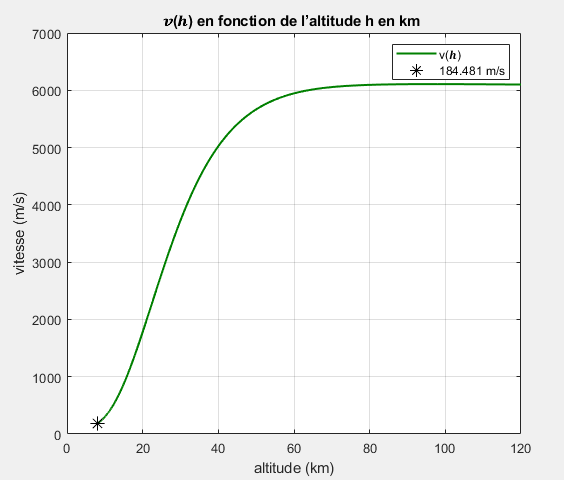 v(h) en fonction de l'altitude h en km
7000
v(h)
184.481 m/s
6000
5000
4000
3000
2000
1000
0
vitesse (m/s)
0 20 40 60 80 100 120
altitude (km)